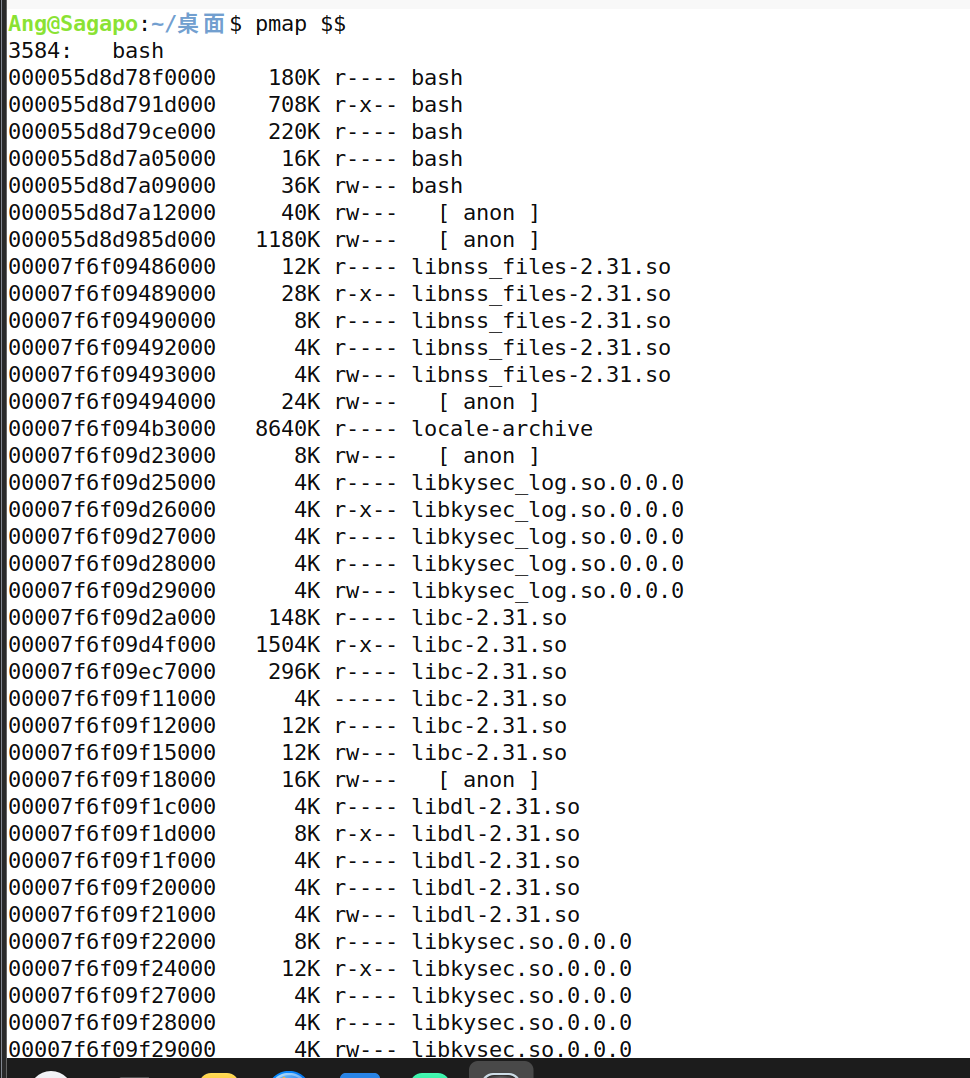 Ang@Sagapo:~/桌面$ pmap $$
3584:   bash
000055d8d78f0000    180K r---- bash
000055d8d791d000    708K r-x-- bash
000055d8d79ce000    220K r---- bash
000055d8d7a05000     16K r---- bash
000055d8d7a09000     36K rw--- bash
000055d8d7a12000     40K rw---   [ anon ]
000055d8d985d000   1180K rw---   [ anon ]
00007f6f09486000     12K r---- libnss_files-2.31.so
00007f6f09489000     28K r-x-- libnss_files-2.31.so
00007f6f09490000      8K r---- libnss_files-2.31.so
00007f6f09492000      4K r---- libnss_files-2.31.so
00007f6f09493000      4K rw--- libnss_files-2.31.so
00007f6f09494000     24K rw---   [ anon ]
00007f6f094b3000   8640K r---- locale-archive
00007f6f09d23000      8K rw---   [ anon ]
00007f6f09d25000      4K r---- libkysec_log.so.0.0.0
00007f6f09d26000      4K r-x-- libkysec_log.so.0.0.0
00007f6f09d27000      4K r---- libkysec_log.so.0.0.0
00007f6f09d28000      4K r---- libkysec_log.so.0.0.0
00007f6f09d29000      4K rw--- libkysec_log.so.0.0.0
00007f6f09d2a000    148K r---- libc-2.31.so
00007f6f09d4f000   1504K r-x-- libc-2.31.so
00007f6f09ec7000    296K r---- libc-2.31.so
00007f6f09f11000      4K ----- libc-2.31.so
00007f6f09f12000     12K r---- libc-2.31.so
00007f6f09f15000     12K rw--- libc-2.31.so
00007f6f09f18000     16K rw---   [ anon ]
00007f6f09f1c000      4K r---- libdl-2.31.so
00007f6f09f1d000      8K r-x-- libdl-2.31.so
00007f6f09f1f000      4K r---- libdl-2.31.so
00007f6f09f20000      4K r---- libdl-2.31.so
00007f6f09f21000      4K rw--- libdl-2.31.so
00007f6f09f22000      8K r---- libkysec.so.0.0.0
00007f6f09f24000     12K r-x-- libkysec.so.0.0.0
00007f6f09f27000      4K r---- libkysec.so.0.0.0
00007f6f09f28000      4K r---- libkysec.so.0.0.0
00007f6f09f29000      4K rw--- libkysec.so.0.0.0